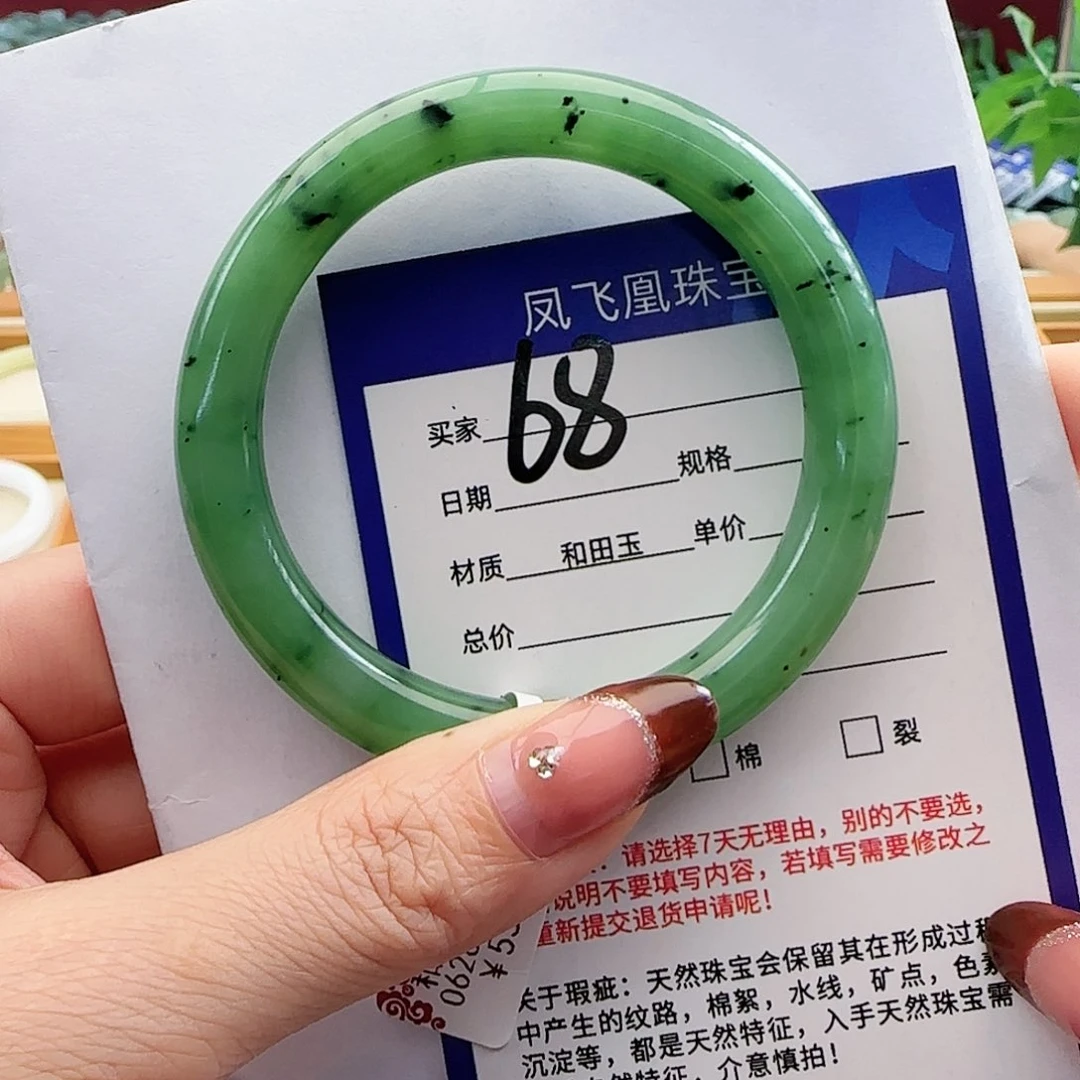 凤飞凰珠宝
68
买家
日期 规格
材质 和田玉 单价
总价
棉 裂
请选择7天无理由，别的不要选，
说明不要填写内容，若填写需要修改之
重新提交退货申请呢！
关于瑕疵：天然珠宝会保留其在形成过程
中产生的纹路，棉絮，水线，矿点，色素
沉淀等，都是天然特征，入手天然珠宝需
然特征，介意慎拍！
062
¥55